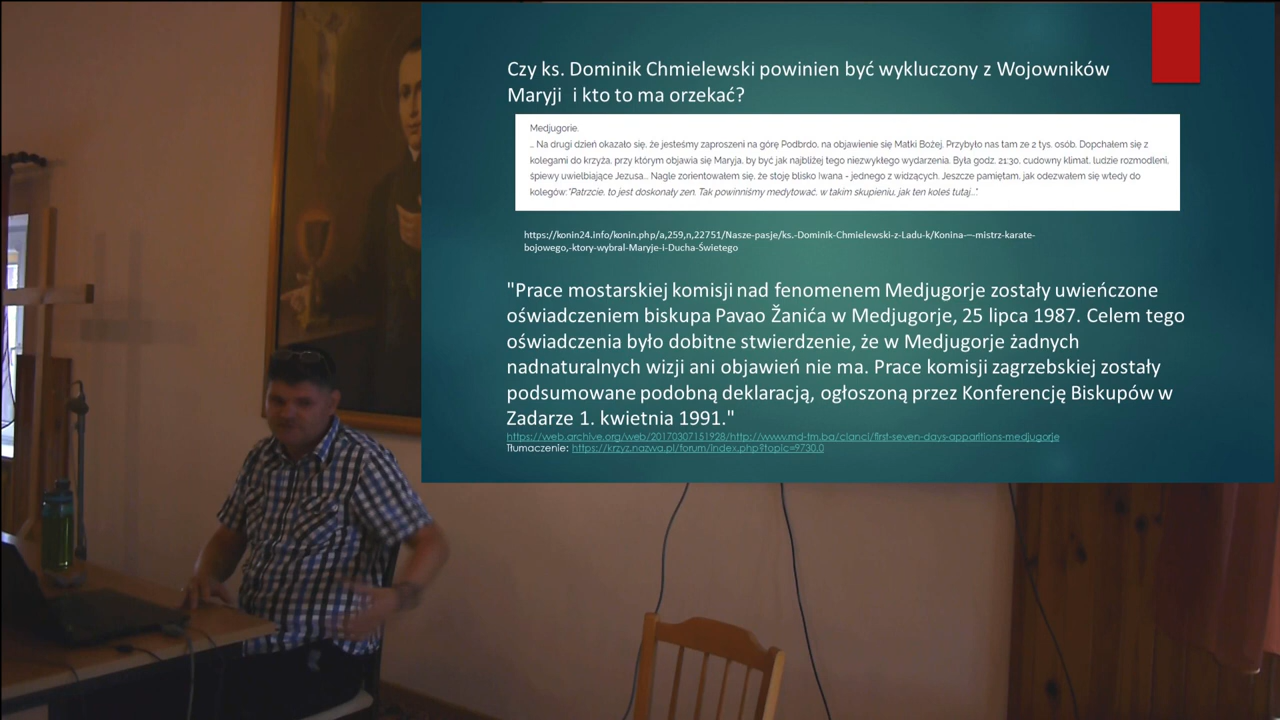 Czy ks. Dominik Chmielewski powinien być wykluczony z Wojowników
Maryji i kto to ma orzekać?
Medjugorie.
... Na drugi dzień okazało się, że jesteśmy zaproszeni na górę Podbrdo, na objawienie się Matki Bożej. Przybyło nas tam ze 2 tys. osób. Dopchałem się z
kolegami do krzyża, przy którym objawia się Maryja, by być jak najbliżej tego niezwykłego wydarzenia. Była godz. 21:30, cudowny klimat, ludzie rozmodleni,
śpiewy uwielbiające Jezusa... Nagle zorientowałem się, że stoję blisko Iwana - jednego z widzących. Jeszcze pamiętam, jak odezwałem się wtedy do
kolegów: "Patrzcie, to jest doskonały zen. Tak powinniśmy medytować, w takim skupieniu, jak ten koleś tutaj...".
https://konin24.info/konin.php/a,259,n,22751/Nasze-pasje/ks.-Dominik-Chmielewski-z-Ladu-k/Konina-–-mistrz-karate-
bojowego,-ktory-wybral-Maryje-i-Ducha-Świetego
"Prace mostarskiej komisji nad fenomenem Medjugorje zostały uwieńczone
oświadczeniem biskupa Pavao Žanića w Medjugorje, 25 lipca 1987. Celem tego
oświadczenia było dobitne stwierdzenie, że w Medjugorje żadnych
nadnaturalnych wizji ani objawień nie ma. Prace komisji zagrzebskiej zostały
podsumowane podobną deklaracją, ogłoszoną przez Konferencję Biskupów w
Zadarze 1. kwietnia 1991."
https://web.archive.org/web/20170307151928/http://www.md-tm.ba/clanci/first-seven-days-apparitions-medjugorje
Tłumaczenie: https://krzyz.nazwa.pl/forum/index.php?topic=9730.0